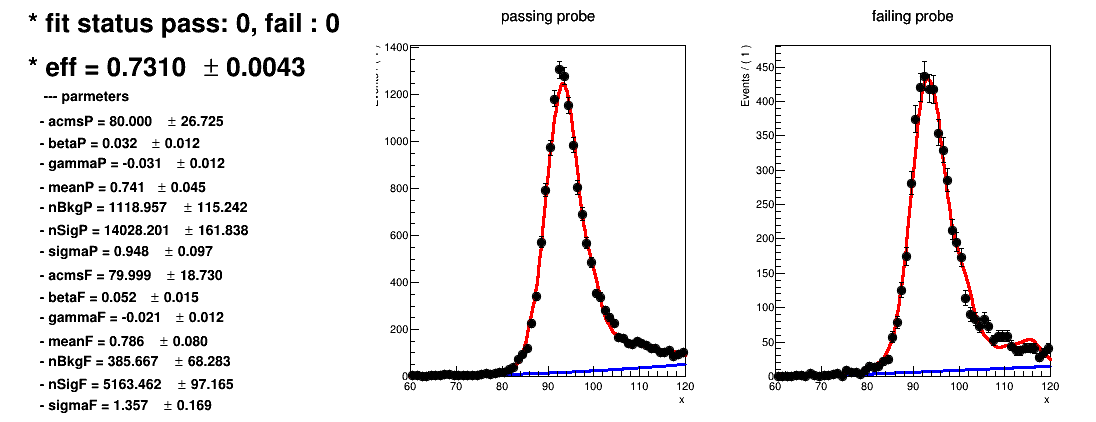 * fit status pass: 0, fail : 0
* eff = 0.7310 ± 0.0043
--- parmeters
- acmsP = 80.000 ± 26.725
- betaP = 0.032 ± 0.012
- gammaP = -0.031 ± 0.012
- meanP = 0.741 ± 0.045
- nBkgP = 1118.957 ± 115.242
- nSigP = 14028.201 ± 161.838
- sigmaP = 0.948 ± 0.097
- acmsF = 79.999 ± 18.730
- betaF = 0.052 ± 0.015
- gammaF = -0.021 ± 0.012
- meanF = 0.786 ± 0.080
- nBkgF = 385.667 ± 68.283
- nSigF = 5163.462 ± 97.165
- sigmaF = 1.357 ± 0.169
passing probe
1400
1200
1000
800
600
400
200
0
60 70 80 90 100 110 120
x
failing probe
Events / ( 1 )
450
400
350
300
250
200
150
100
50
0
60 70 80 90 100 110 120
x